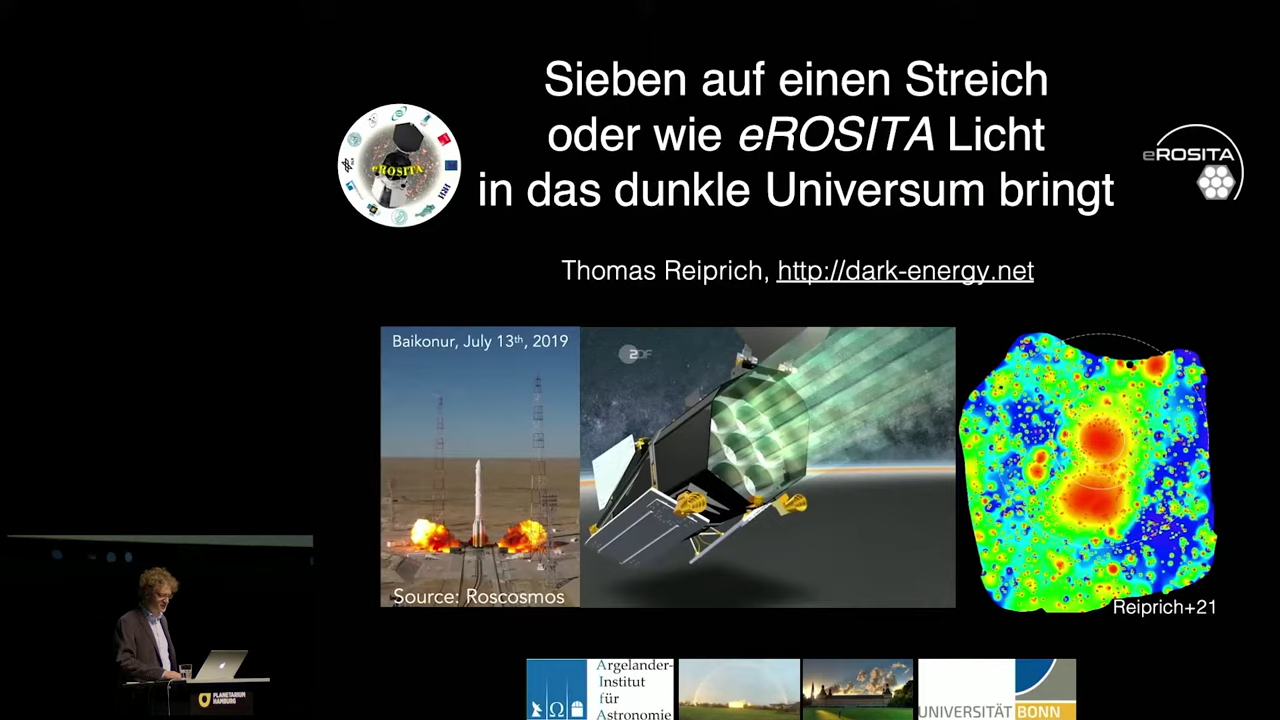 Sieben auf einen Streich
oder wie eROSITA Licht
in das dunkle Universum bringt
eROSITA
eROSITA
Thomas Reiprich, http://dark-energy.net
Baikonur, July 13th, 2019
Source: Roscosmos
ZDF
Reiprich+21
Argelander-
Institut
für
Astronomie
UNIVERSITÄT BONN
PLANETARIUM
HAMBURG